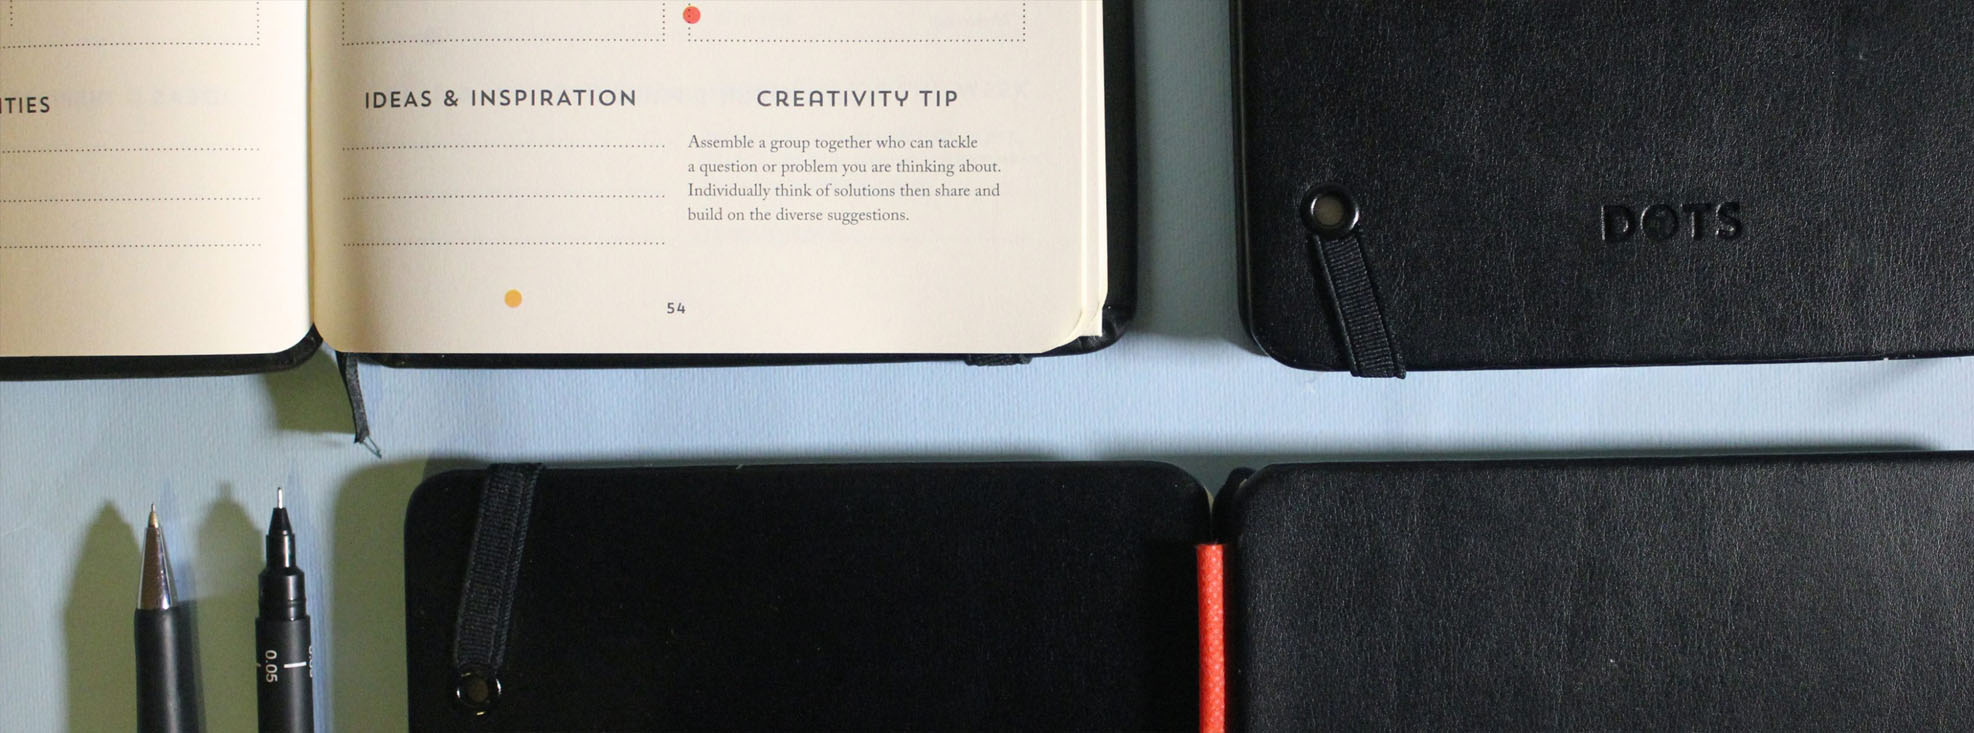 ITIES
IDEAS & INSPIRATION
CREATIVITY TIP
Assemble a group together who can tackle
a question or problem you are thinking about.
Individually think of solutions then share and
build on the diverse suggestions.
54
DOTS
0.05